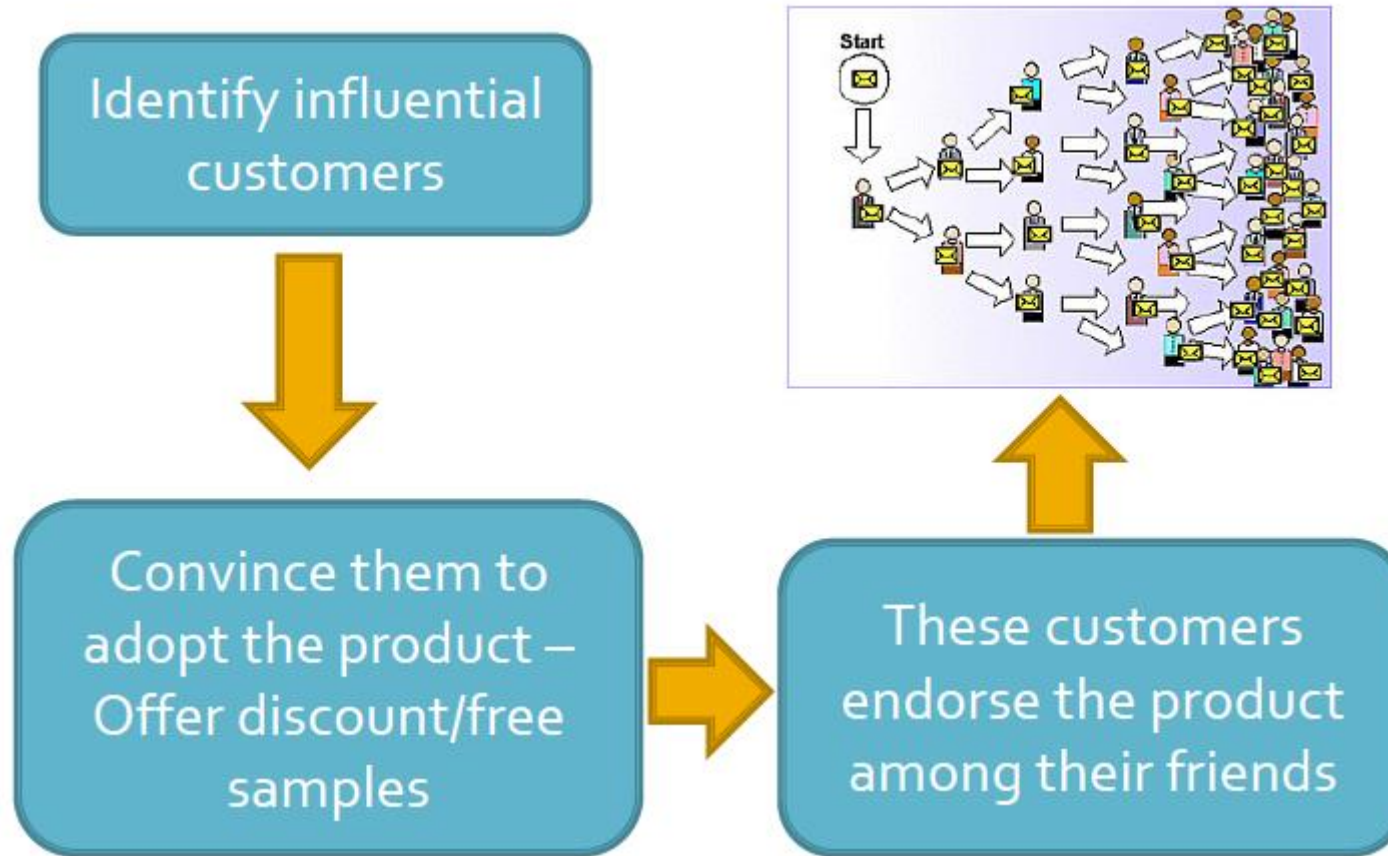 Identify influential
customers
Start
Convince them to
adopt the product –
Offer discount/free
samples
These customers
endorse the product
among their friends